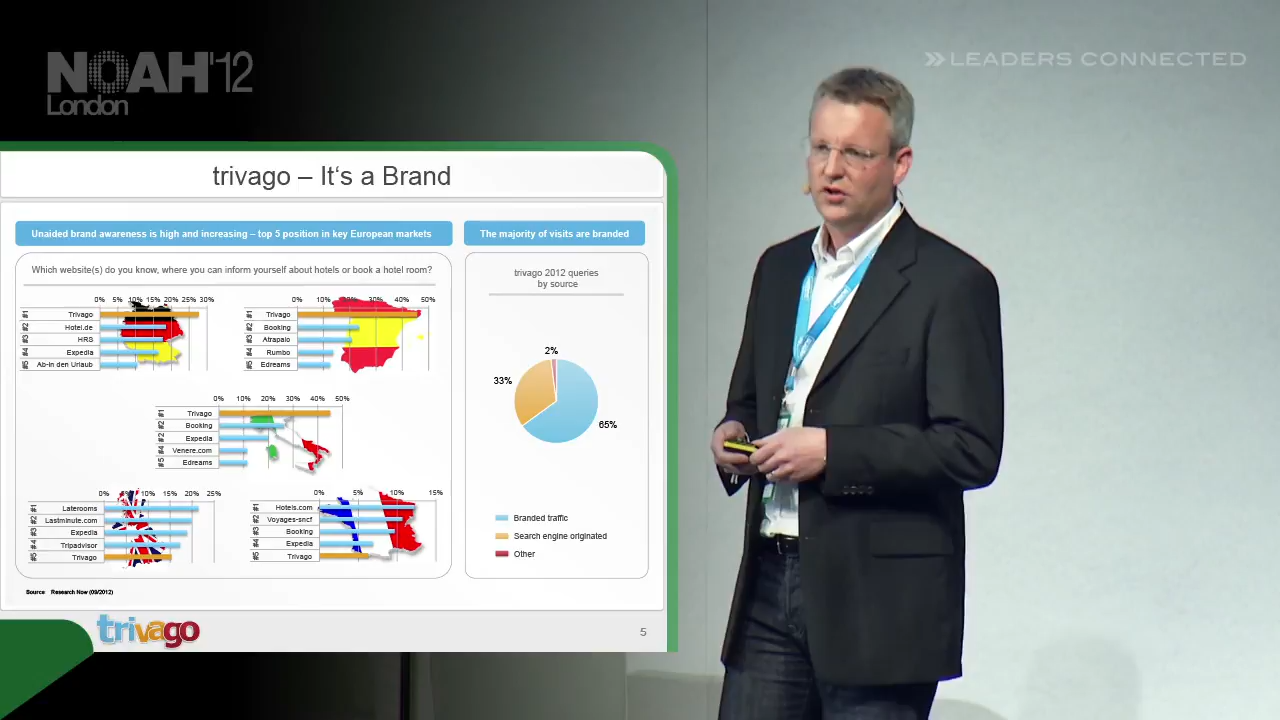 NOAH'12
London
»LEADERS CONNECTED
trivago – It's a Brand
Unaided brand awareness is high and increasing – top 5 position in key European markets
The majority of visits are branded
Which website(s) do you know, where you can inform yourself about hotels or book a hotel room?
0% 5% 10% 15% 20% 25% 30%
#1 Trivago
#2 Hotel.de
#3 HRS
#4 Expedia
#5 Ab-in den Urlaub
0% 10% 20% 30% 40% 50%
#1 Trivago
#2 Booking
#3 Atrapalo
#4 Rumbo
#5 Edreams
0% 10% 20% 30% 40% 50%
#1 Trivago
#2 Booking
#2 Expedia
#4 Venere.com
#5 Edreams
0% 5% 10% 15% 20% 25%
#1 Laterooms
#2 Lastminute.com
#3 Expedia
#4 Tripadvisor
#5 Trivago
0% 5% 10% 15%
#1 Hotels.com
#2 Voyages-sncf
#3 Booking
#4 Expedia
#5 Trivago
Source Research Now (09/2012)
trivago 2012 queries
by source
2%
33%
65%
Branded traffic
Search engine originated
Other
trivago
5